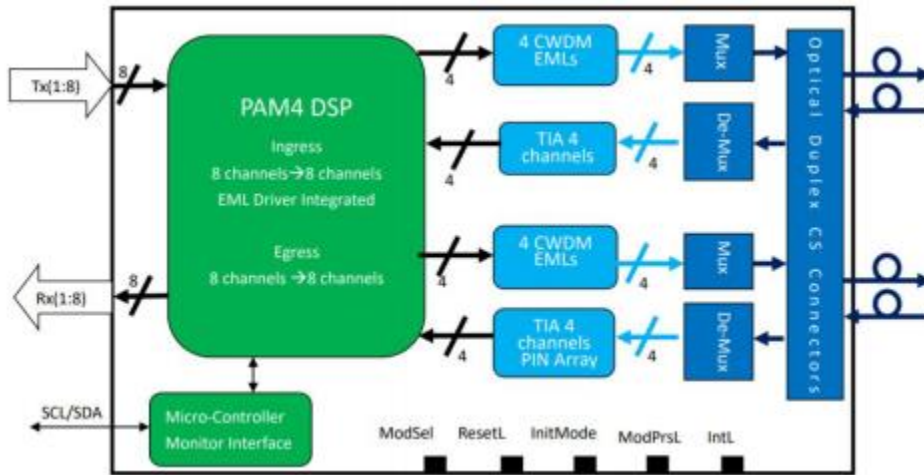 Tx(1:8)
8
PAM4 DSP
Ingress
8 channels→8 channels
EML Driver Integrated
Egress
8 channels →8 channels
Rx(1:8)
8
4
4 CWDM
EMLs
4
Mux
4
TIA 4
channels
4
De-Mux
4
4 CWDM
EMLs
4
Mux
4
TIA 4
channels
PIN Array
4
De-Mux
Optical Duplex CS Connectors
SCL/SDA
Micro-Controller
Monitor Interface
ModSel
ResetL
InitMode
ModPrsL
IntL